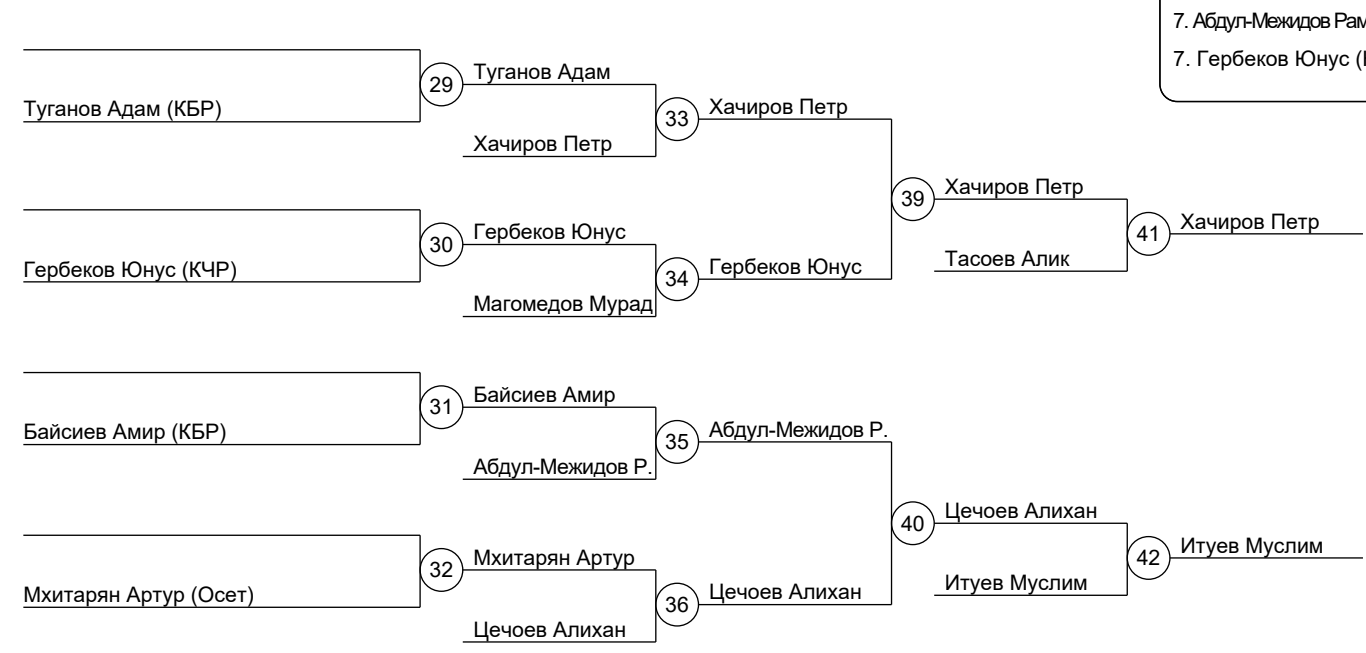 7. Абдул-Межидов Рам
7. Гербеков Юнус (
Туганов Адам (КБР)
29
Туганов Адам
Хачиров Петр
33
Хачиров Петр
Гербеков Юнус (КЧР)
30
Гербеков Юнус
Магомедов Мурад
34
Гербеков Юнус
39
Хачиров Петр
Тасоев Алик
41
Хачиров Петр
Байсиев Амир (КБР)
31
Байсиев Амир
Абдул-Межидов Р.
35
Абдул-Межидов Р.
Мхитарян Артур (Осет)
32
Мхитарян Артур
Цечоев Алихан
36
Цечоев Алихан
40
Цечоев Алихан
Итуев Муслим
42
Итуев Муслим